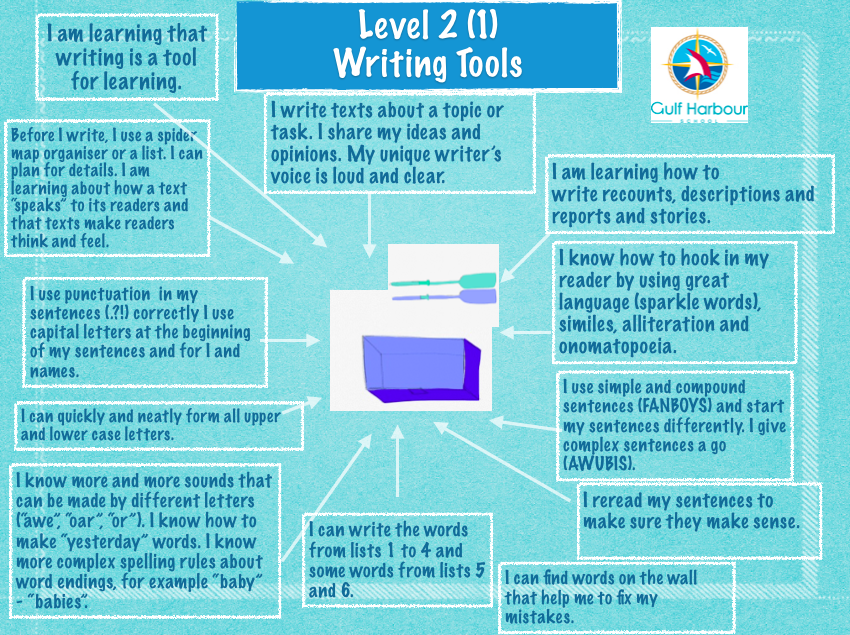 Level 2 (1)
Writing Tools
Gulf Harbour
SCHOOL
I am learning that
writing is a tool
for learning.
I write texts about a topic or
task. I share my ideas and
opinions. My unique writer's
voice is loud and clear.
Before I write, I use a spider
map organiser or a list. I can
plan for details. I am
learning about how a text
"speaks" to its readers and
that texts make readers
think and feel.
I am learning how to
write recounts, descriptions and
reports and stories.
I know how to hook in my
reader by using great
language (sparkle words),
similes, alliteration and
onomatopoeia.
I use punctuation in my
sentences (.?!) correctly I use
capital letters at the beginning
of my sentences and for I and
names.
I use simple and compound
sentences (FANBOYS) and start
my sentences differently. I give
complex sentences a go
(AWUBIS).
I can quickly and neatly form all upper
and lower case letters.
I know more and more sounds that
can be made by different letters
("awe", "oar", "or"). I know how to
make "yesterday" words. I know
more complex spelling rules about
word endings, for example "baby"
- "babies".
I can write the words
from lists 1 to 4 and
some words from lists 5
and 6.
I reread my sentences to
make sure they make sense.
I can find words on the wall
that help me to fix my
mistakes.